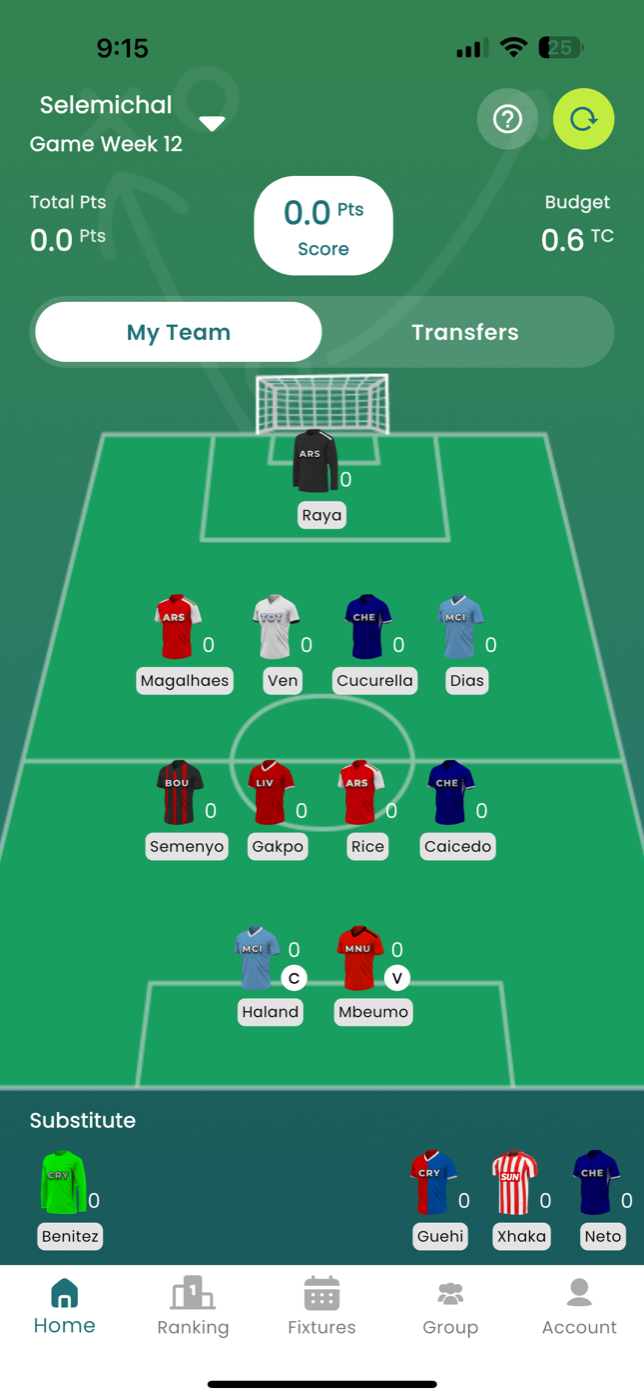 9:15
25
Selemichal
Game Week 12
Total Pts
0.0 Pts
0.0 Pts
Score
Budget
0.6 TC
My Team
Transfers
ARS
0
Raya
ARS 0 TOT 0 CHE 0 MCI 0
Magalhaes Ven Cucurella Dias
BOU 0 LIV 0 ARS 0 CHE 0
Semenyo Gakpo Rice Caicedo
MCI 0 MNU 0
C V
Haland Mbeumo
Substitute
CRY 0 CRY 0 SUN 0 CHE 0
Benitez Guehi Xhaka Neto
1
Home Ranking Fixtures Group Account